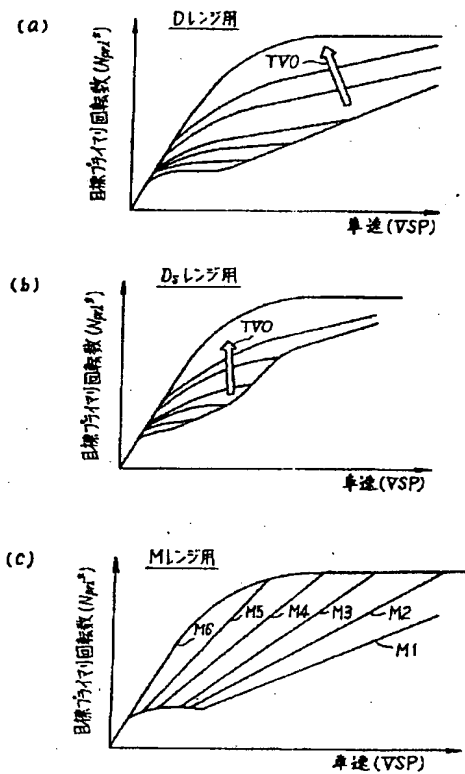 (a)
Dレンジ用
目標プライマリ回転数(Npri*)
TVO
車速(VSP)
(b)
Dsレンジ用
目標プライマリ回転数(Npri*)
TVO
車速(VSP)
(c)
Mレンジ用
目標プライマリ回転数(Npri*)
M6
M5
M4
M3
M2
M1
車速(VSP)